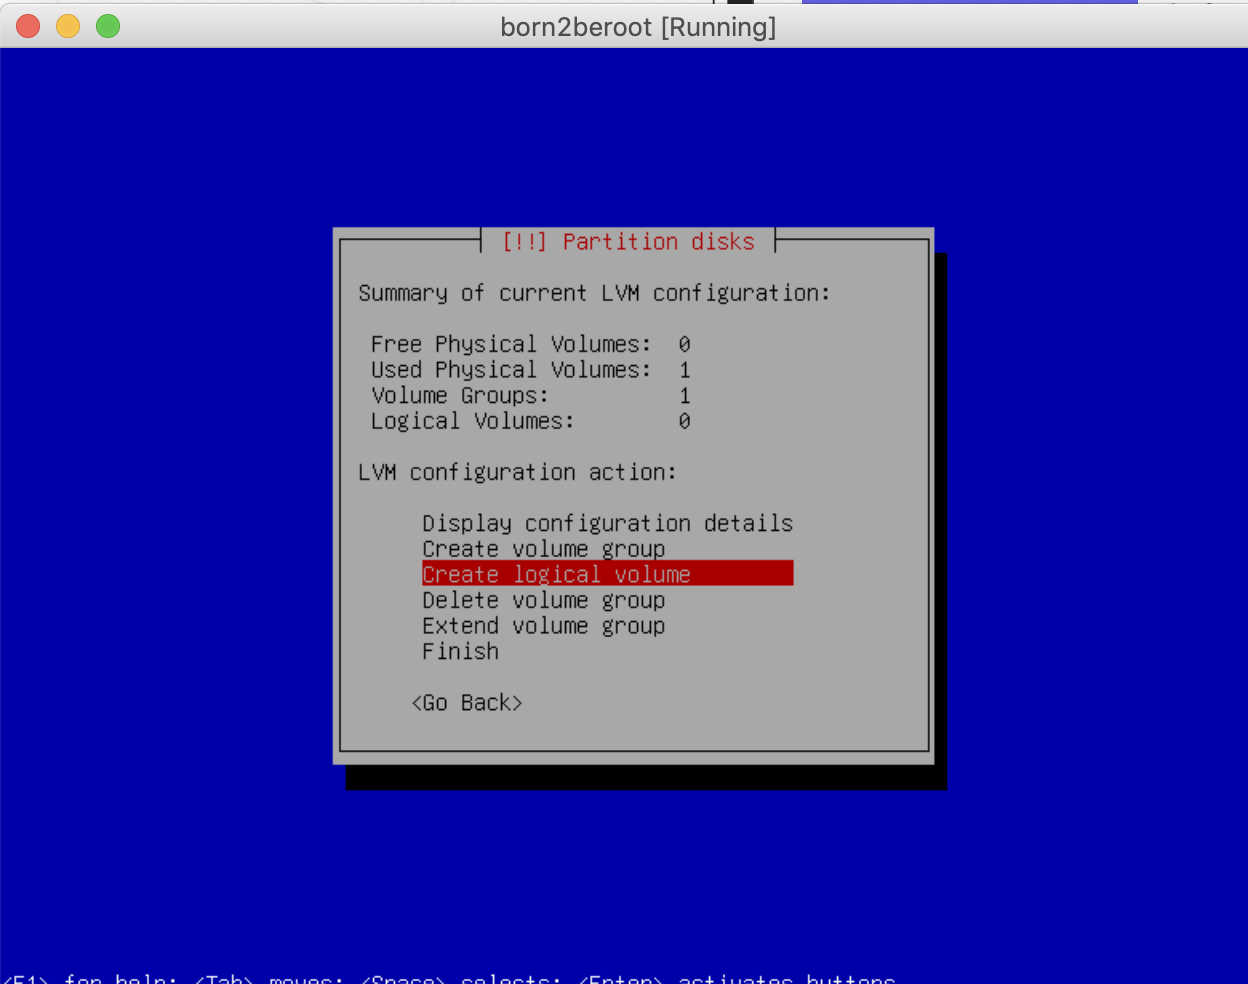 born2beroot [Running]
[!!] Partition disks
Summary of current LVM configuration:
Free Physical Volumes: 0
Used Physical Volumes: 1
Volume Groups: 1
Logical Volumes: 0
LVM configuration action:
Display configuration details
Create volume group
Create logical volume
Delete volume group
Extend volume group
Finish
<Go Back>
<F1> for help; <Tab> moves; <Space> selects; <Enter> activates buttons